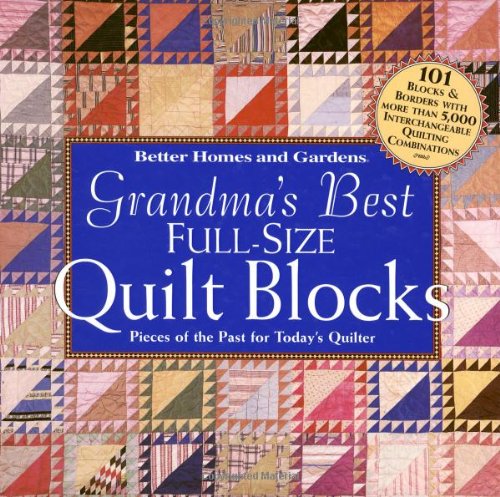 101
BLOCKS &
BORDERS WITH
MORE THAN 5,000
INTERCHANGEABLE
QUILTING
COMBINATIONS
Better Homes and Gardens®
Grandma's Best
FULL-SIZE
Quilt Blocks
Pieces of the Past for Today's Quilter